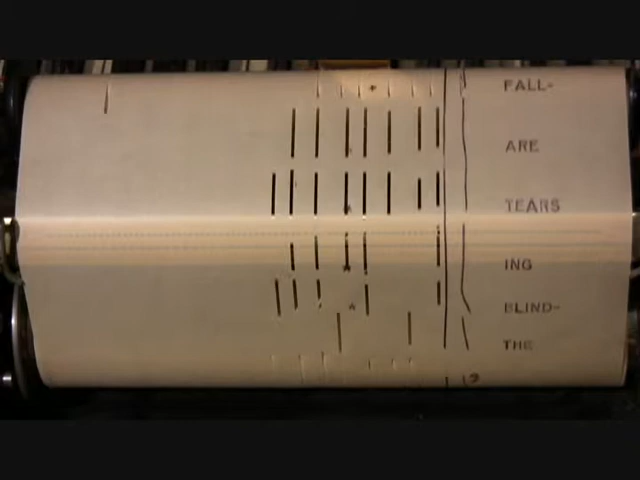 FALL-
ARE
TEARS
ING
BLIND-
THE